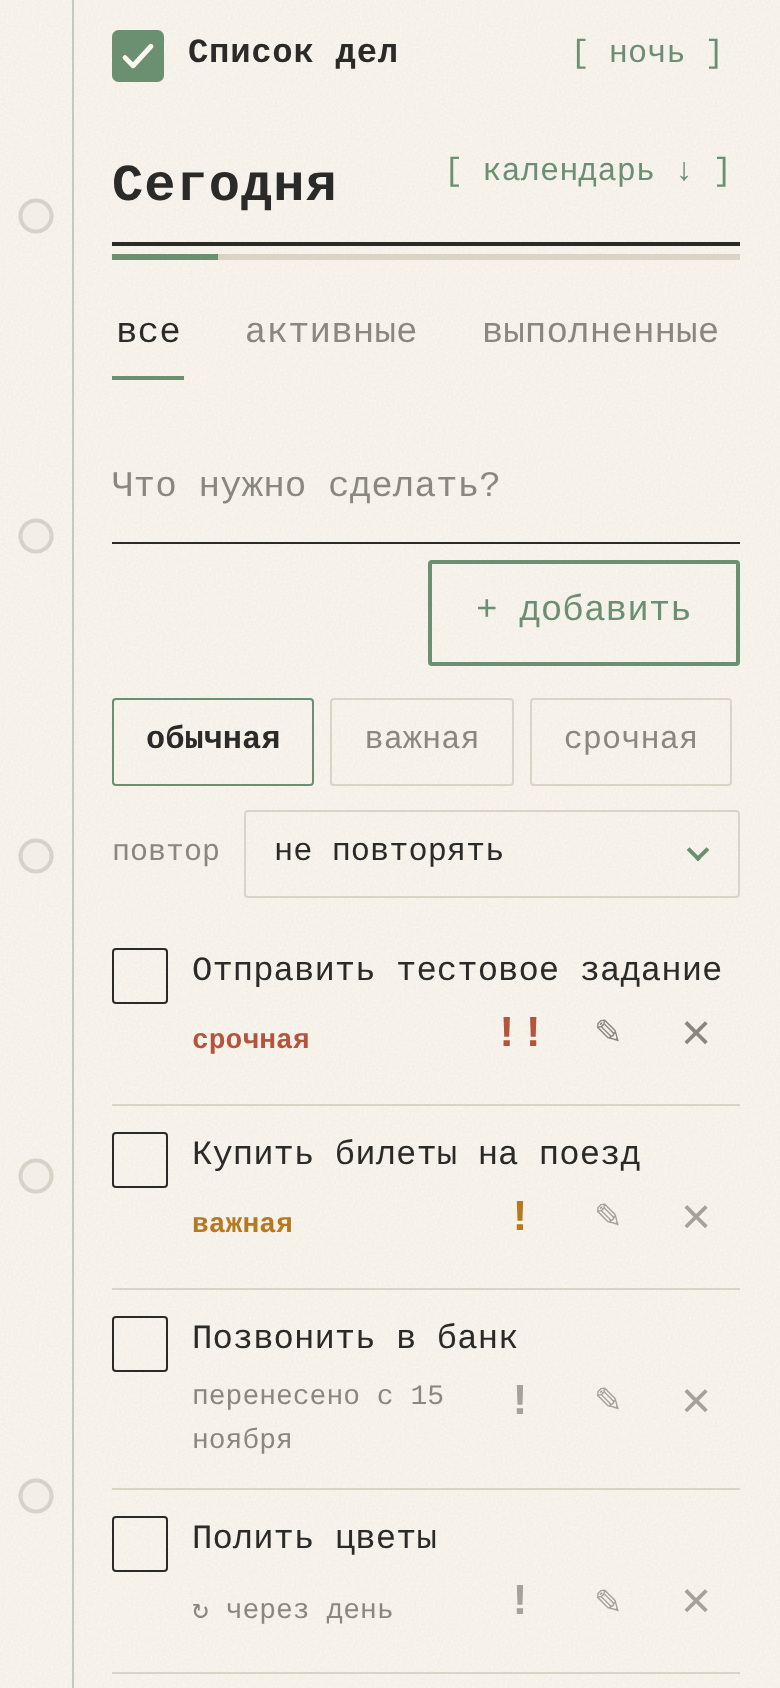 Список дел
[ ночь ]
Сегодня
[ календарь ↓ ]
все
активные
выполненные
Что нужно сделать?
+ добавить
обычная
важная
срочная
повтор
не повторять
Отправить тестовое задание
срочная
!!
Купить билеты на поезд
важная
!
Позвонить в банк
перенесено с 15
ноября
!
Полить цветы
↻ через день
!